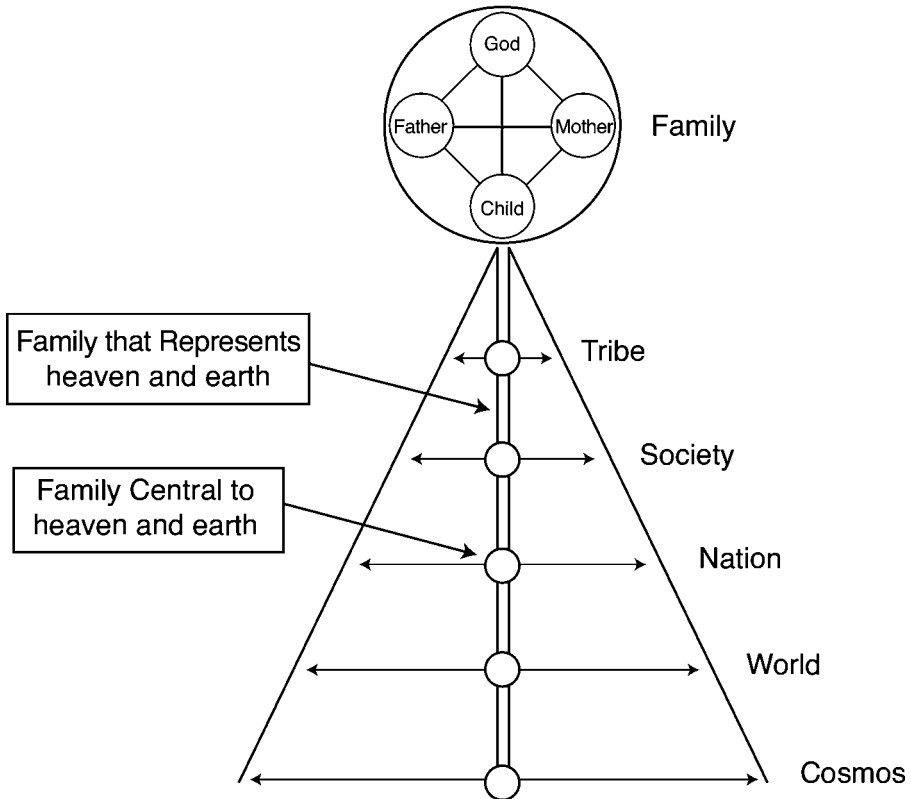 God
Father
Mother
Family
Child
Family that Represents
heaven and earth
Tribe
Society
Family Central to
heaven and earth
Nation
World
Cosmos